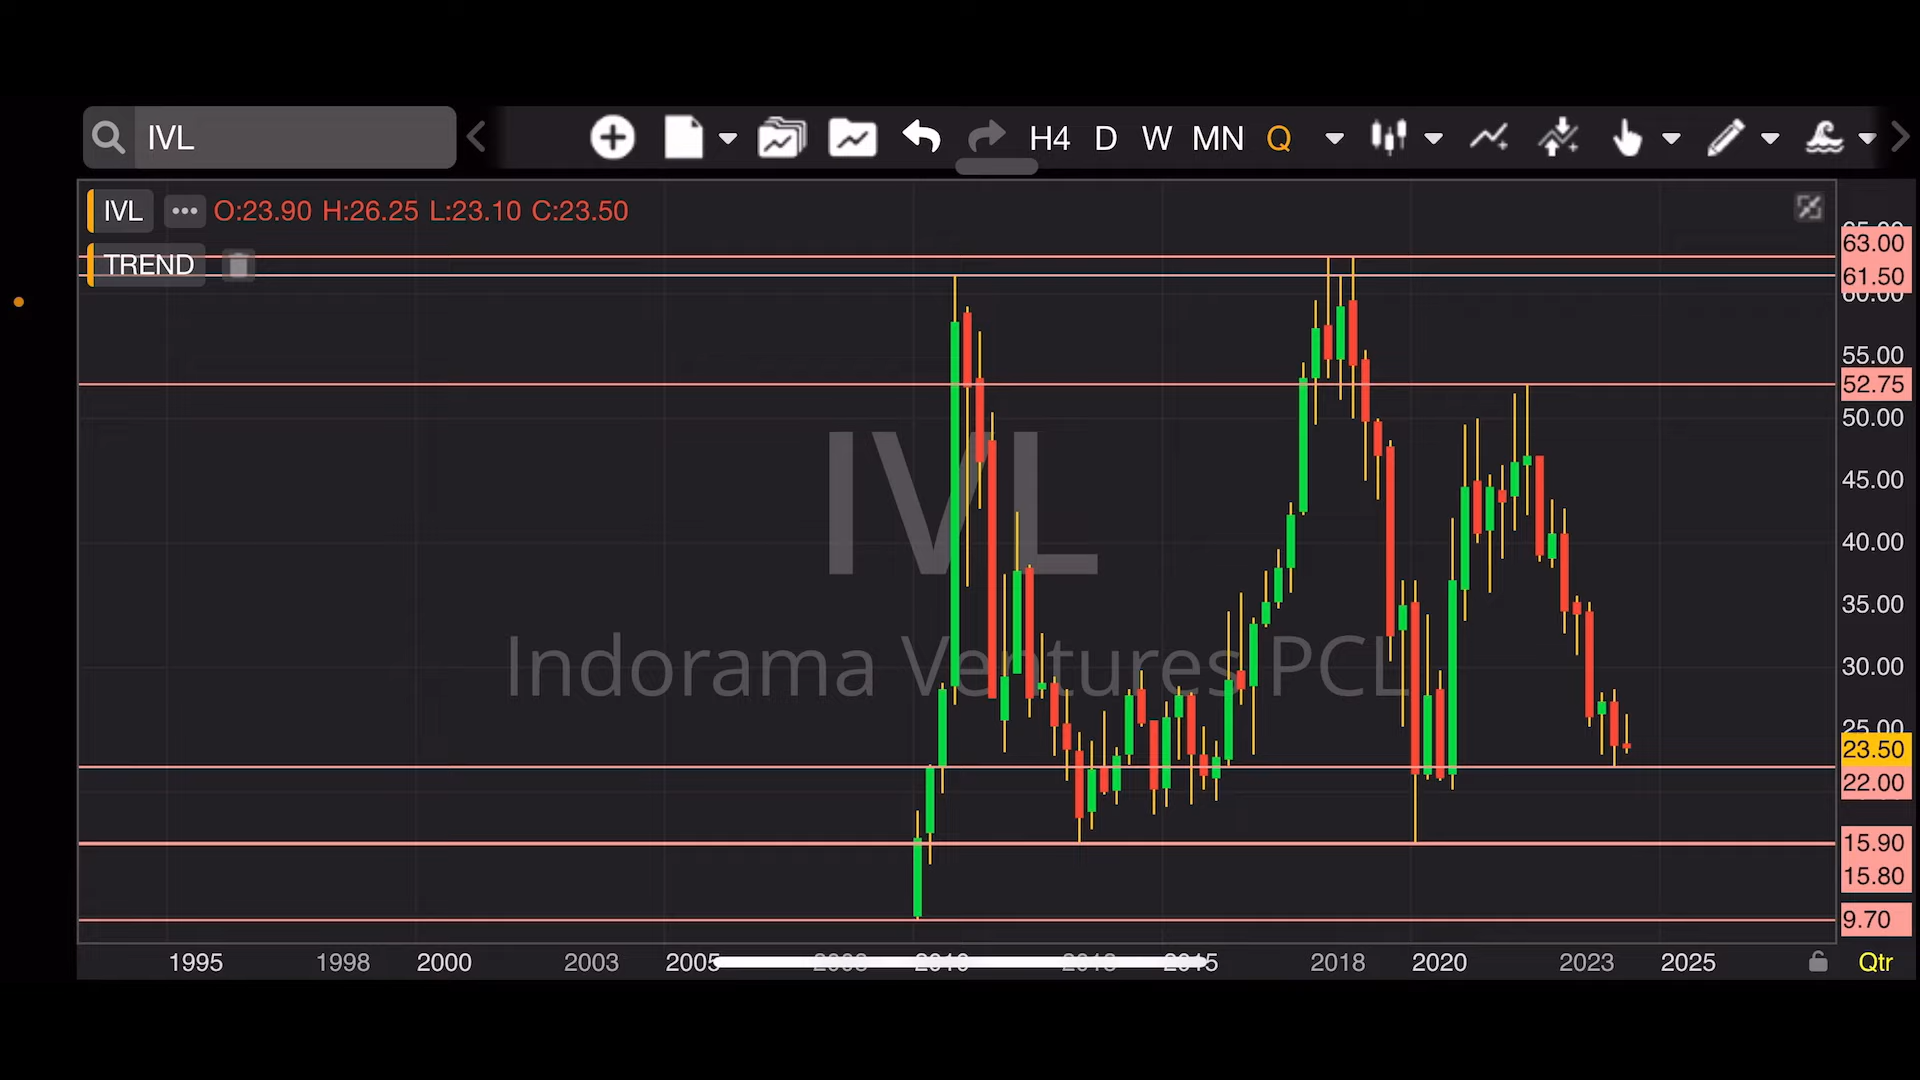 IVL
H4 D W MN Q
IVL ••• O:23.90 H:26.25 L:23.10 C:23.50
TREND
63.00
61.50
60.00
55.00
52.75
50.00
45.00
40.00
35.00
30.00
25.00
23.50
22.00
15.90
15.80
9.70
IVL
Indorama Ventures PCL
1995 1998 2000 2003 2005 2008 2010 2013 2015 2018 2020 2023 2025 Qtr